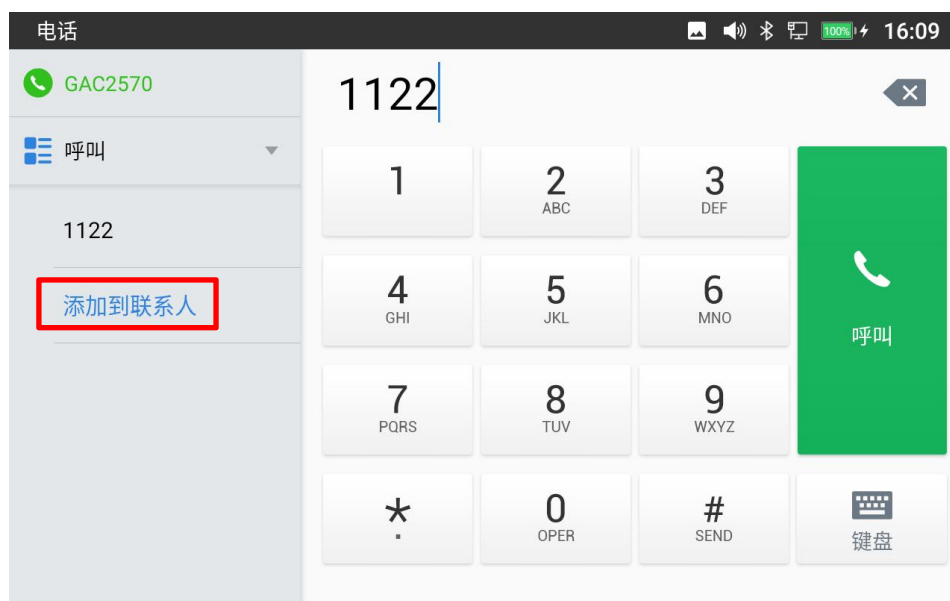 电话
100%
16:09
GAC2570
呼叫
1122
添加到联系人
1122
1
2
ABC
3
DEF
4
GHI
5
JKL
6
MNO
呼叫
7
PQRS
8
TUV
9
WXYZ
*
.
0
OPER
#
SEND
键盘